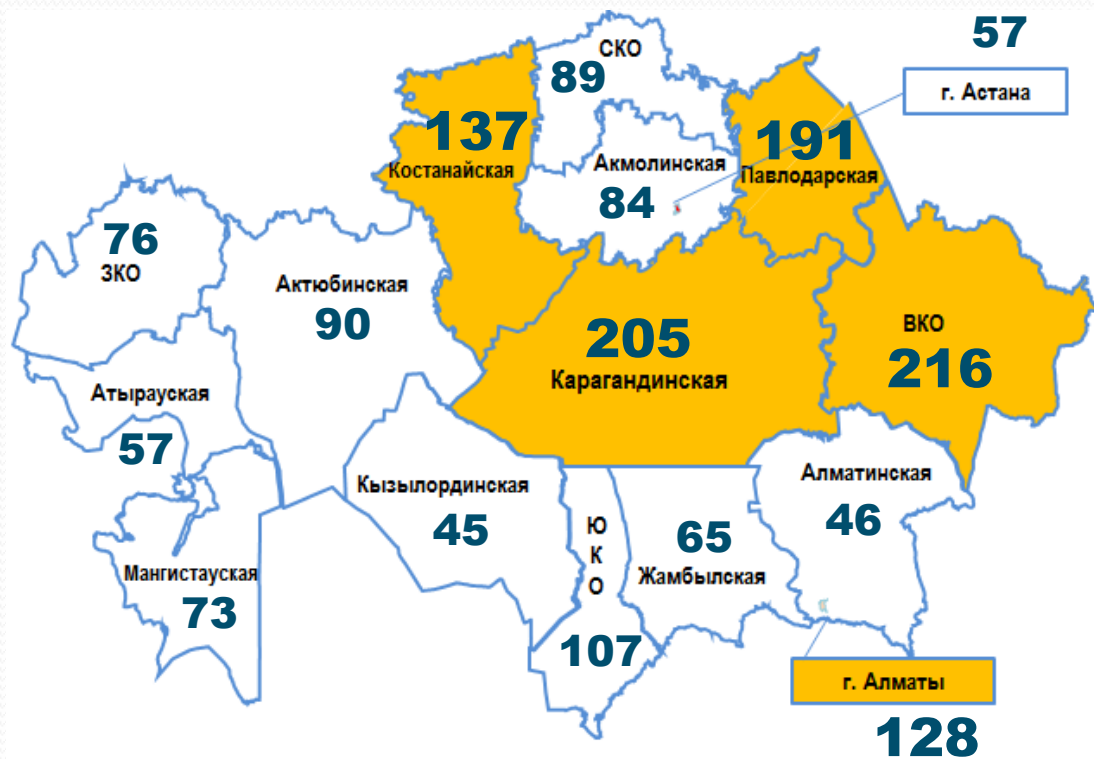 57
СКО
89
г. Астана
137
Костанайская
191
Павлодарская
Акмолинская
84
76
ЗКО
Актюбинская
90
ВКО
216
205
Карагандинская
Атырауская
57
Кызылординская
45
Алматинская
46
Ю
К
О
107
65
Жамбылская
Мангистауская
73
г. Алматы
128